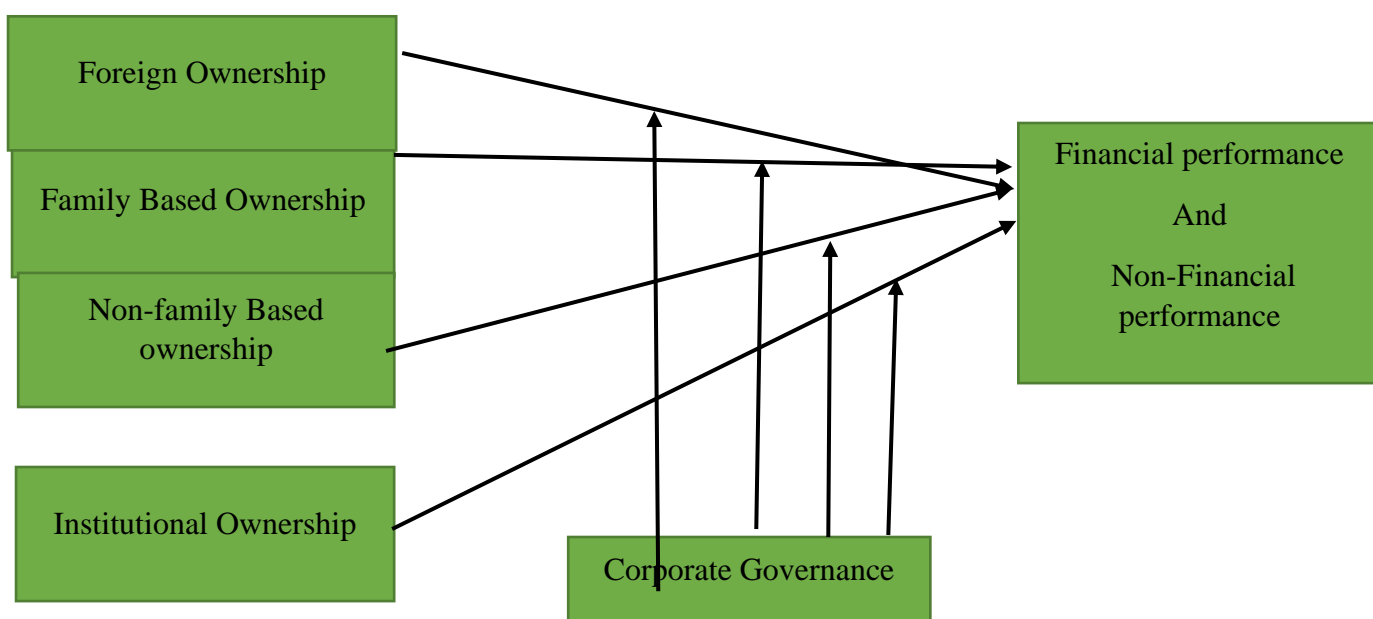 Foreign Ownership
Family Based Ownership
Non-family Based
ownership
Institutional Ownership
Corporate Governance
Financial performance
And
Non-Financial
performance